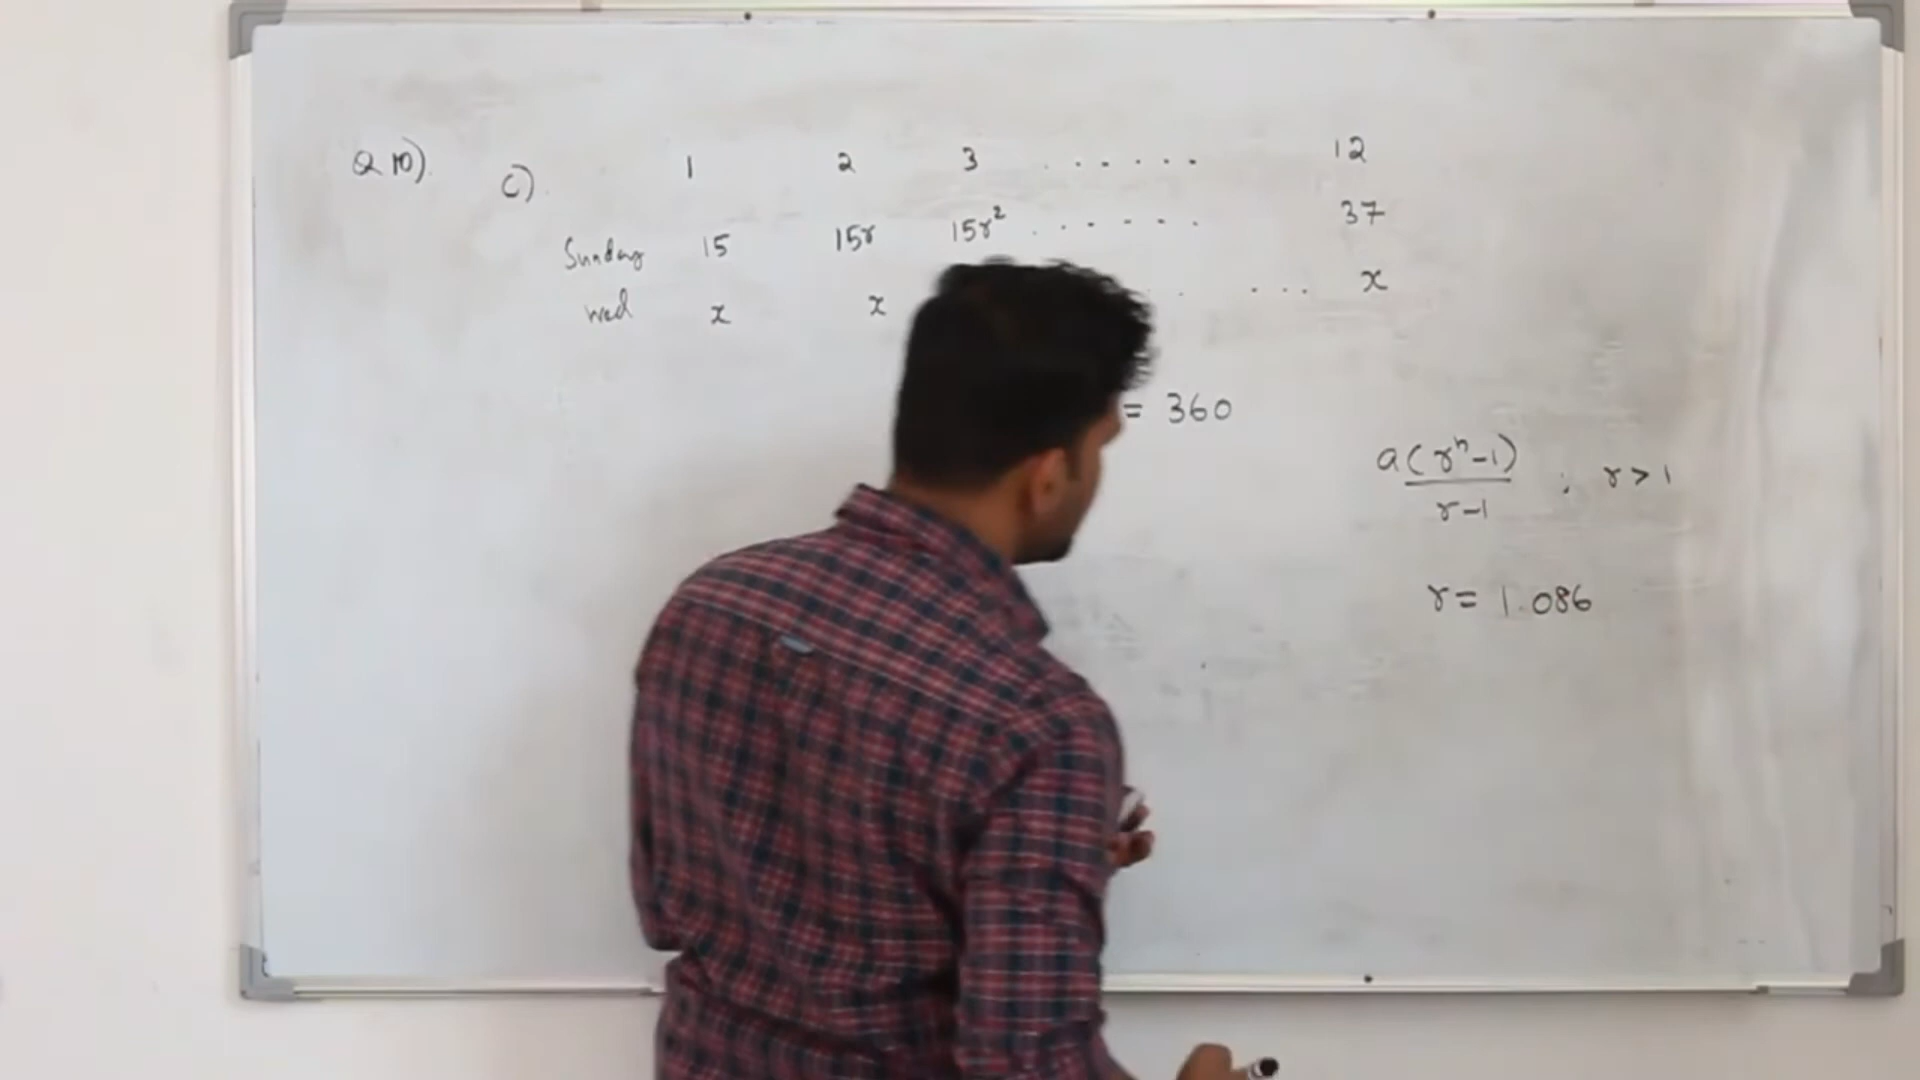 Q 10). C). 1 2 3 ...... 12
Sunday 15 15r 15r² ...... 37
wed x x . ... x
= 360
a(rⁿ-1)
r-1
; r > 1
r = 1.086